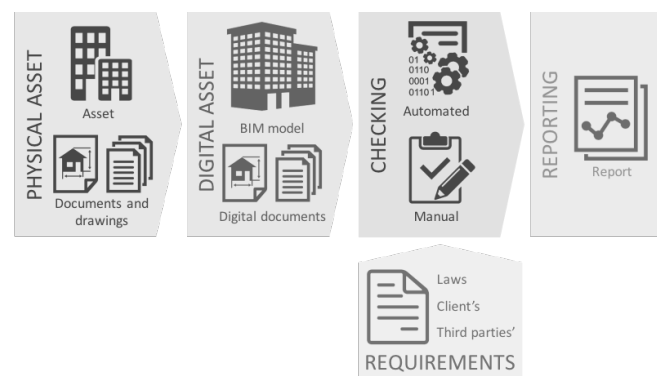 PHYSICAL ASSET
Asset
Documents and
drawings
DIGITAL ASSET
BIM model
Digital documents
CHECKING
01
0110
0001
01101
Automated
Manual
REPORTING
Report
Laws
Client's
Third parties'
REQUIREMENTS